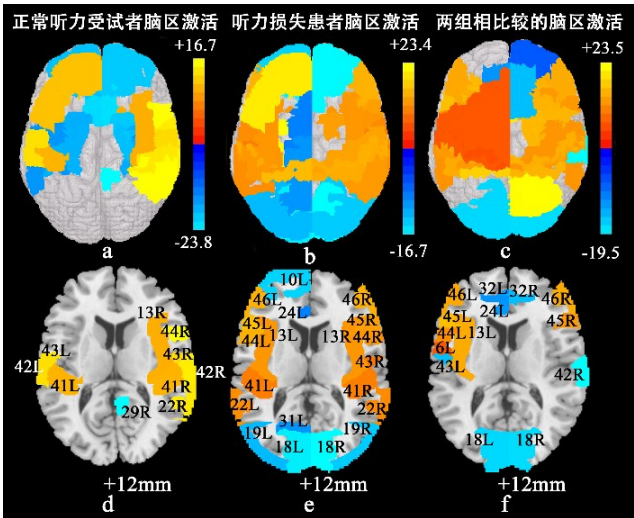 正常听力受试者脑区激活
听力损失患者脑区激活
两组相比较的脑区激活
+16.7
+23.4
+23.5
-23.8
-16.7
-19.5
a
b
c
13R
44R
43L
43R
42L
42R
41L
41R
22R
29R
+12mm
d
10L
46L
46R
24L
45L
45R
44L
13L
13R
44R
43R
41L
41R
22L
22R
19L
31L
19R
18L
18R
+12mm
e
32L
32R
46L
46R
24L
45L
45R
44L
13L
6L
43L
42R
18L
18R
+12mm
f